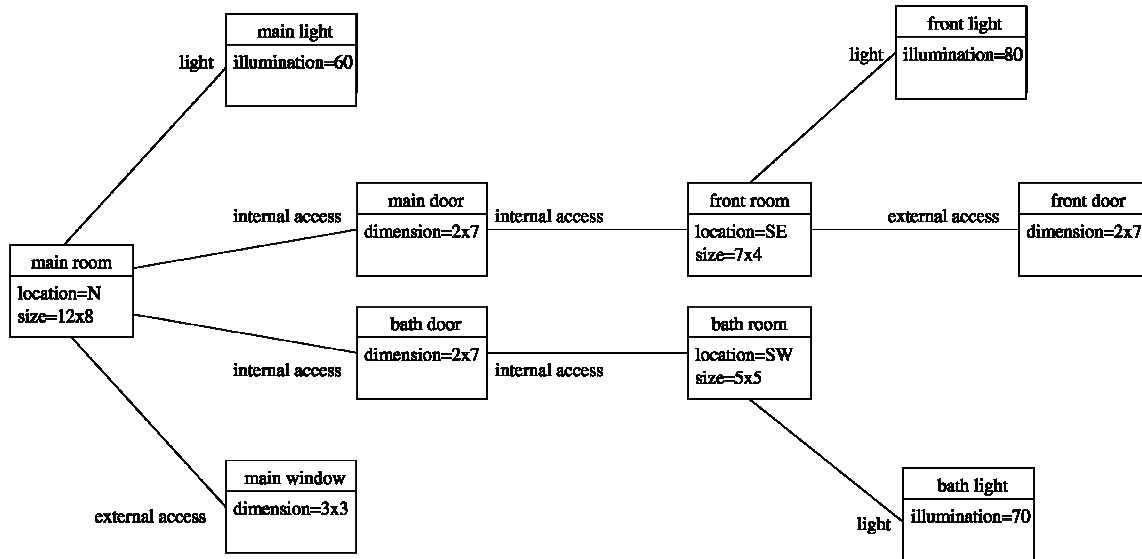 main light
light
illumination=60
front light
light
illumination=80
main door
internal access
dimension=2x7
internal access
front room
location=SE
size=7x4
external access
front door
dimension=2x7
main room
location=N
size=12x8
bath door
dimension=2x7
internal access
internal access
bath room
location=SW
size=5x5
main window
dimension=3x3
external access
bath light
illumination=70
light